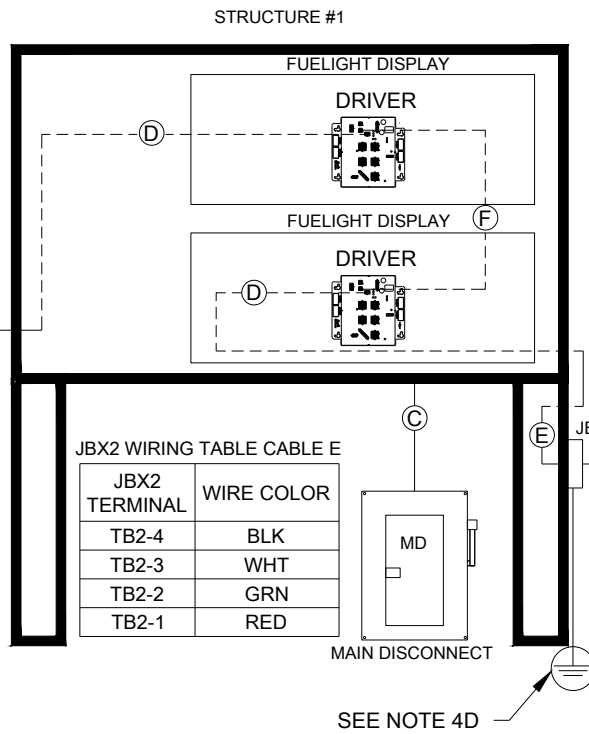 STRUCTURE #1
FUELIGHT DISPLAY
DRIVER
D
F
FUELIGHT DISPLAY
DRIVER
D
C
E
JBX2 WIRING TABLE CABLE E
JBX2 TERMINAL WIRE COLOR
TB2-4 BLK
TB2-3 WHT
TB2-2 GRN
TB2-1 RED
MD
MAIN DISCONNECT
SEE NOTE 4D